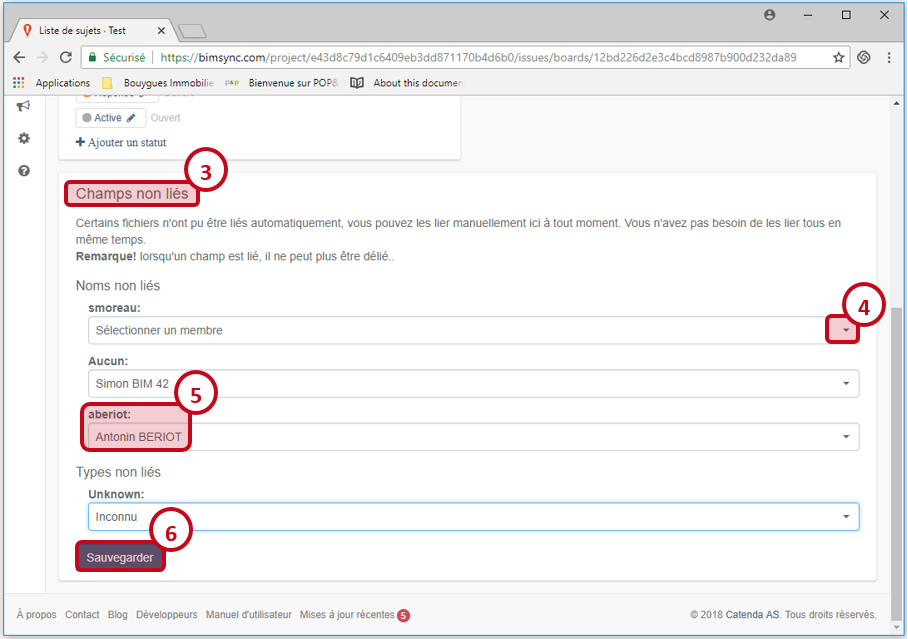 Liste de sujets · Test
Sécurisé https://bimsync.com/project/e43d8c79d1c6409eb3dd871170b4d6b0/issues/boards/12bd226d2e3c4bcd8987b900d232da89
Applications Bouygues Immobilie P&P Bienvenue sur POP& About this documen
Active Ouvert
+ Ajouter un statut
3
Champs non liés
Certains fichiers n'ont pu être liés automatiquement, vous pouvez les lier manuellement ici à tout moment. Vous n'avez pas besoin de les lier tous en
même temps.
Remarque! lorsqu'un champ est lié, il ne peut plus être délié..
Noms non liés
4
smoreau:
Sélectionner un membre
Aucun:
Simon BIM 42
5
aberiot:
Antonin BERIOT
Types non liés
Unknown:
Inconnu
6
Sauvegarder
À propos Contact Blog Développeurs Manuel d'utilisateur Mises à jour récentes 5 © 2018 Catenda AS. Tous droits réservés.